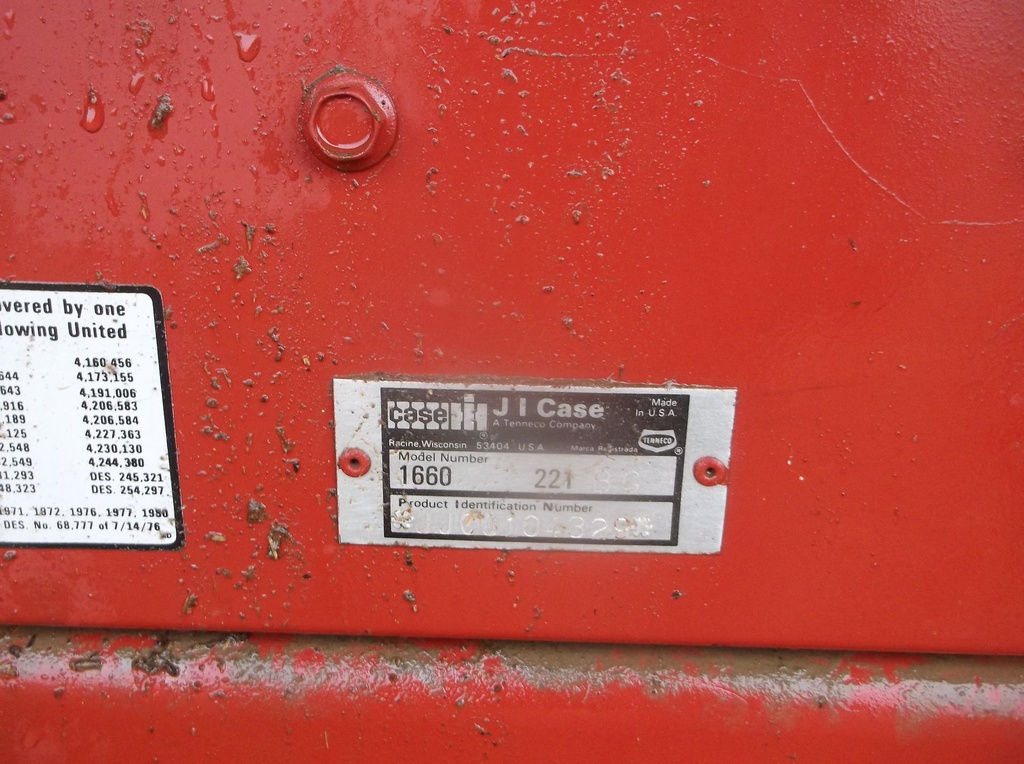 overed by one
lowing United
4,160,456
644 4,173,155
643 4,191,006
,916 4,206,583
,189 4,206,584
,125 4,227,363
2,548 4,230,130
2,549 4,244,380
41,293 DES. 245,321
48,323 DES. 254,297
1971, 1972, 1976, 1977, 1980
DES. No. 68,777 of 7/14/76
case IH J I Case
A Tenneco Company
Made
In U.S.A.
TENNECO
Racine, Wisconsin 53404 U S A Marca Registrada
Model Number
1660 221
Product Identification Number